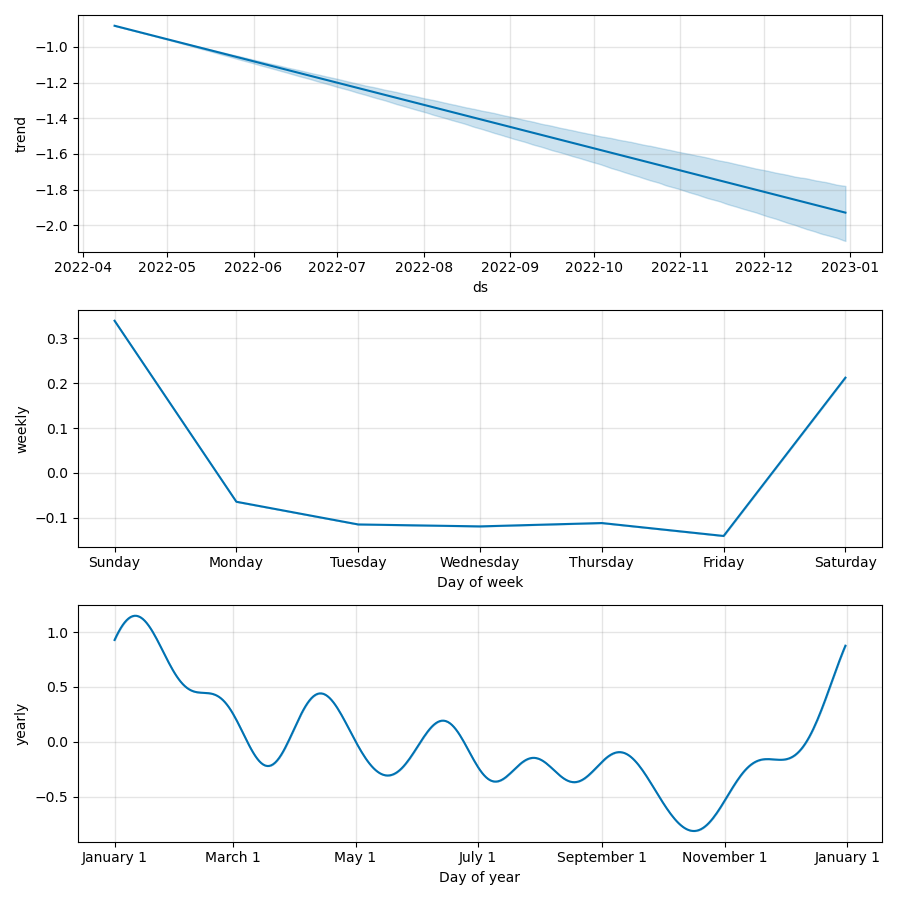 −1.0
−1.2
−1.4
−1.6
−1.8
−2.0
trend
2022-04 2022-05 2022-06 2022-07 2022-08 2022-09 2022-10 2022-11 2022-12 2023-01
ds
0.3
0.2
0.1
0.0
−0.1
weekly
Sunday Monday Tuesday Wednesday Thursday Friday Saturday
Day of week
1.0
0.5
0.0
−0.5
yearly
January 1 March 1 May 1 July 1 September 1 November 1 January 1
Day of year